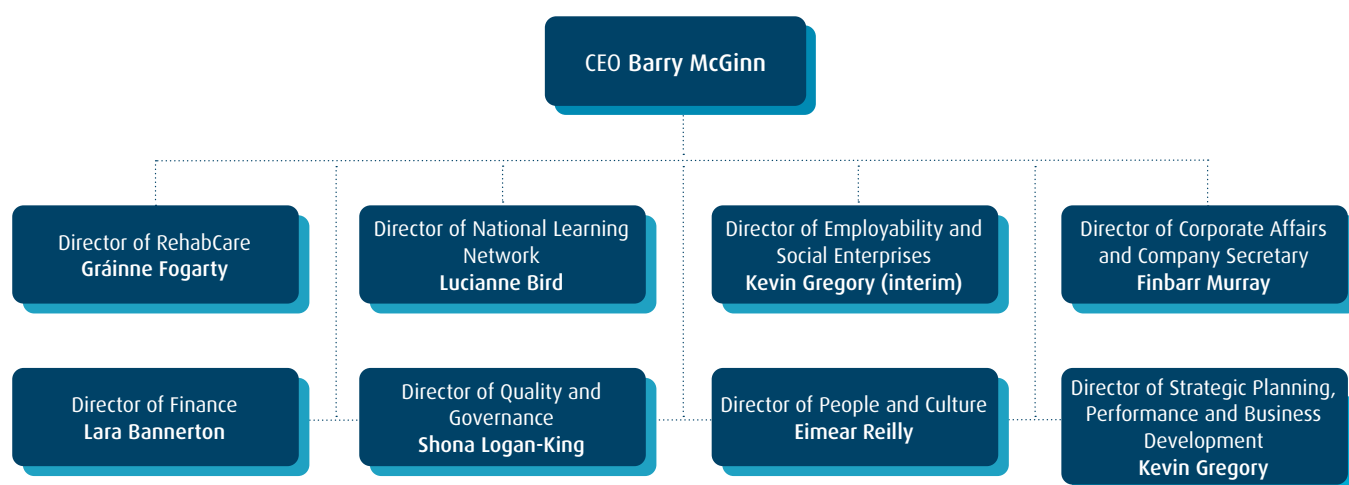 CEO Barry McGinn
Director of RehabCare
Gráinne Fogarty
Director of National Learning
Network
Lucianne Bird
Director of Employability and
Social Enterprises
Kevin Gregory (interim)
Director of Corporate Affairs
and Company Secretary
Finbarr Murray
Director of Finance
Lara Bannerton
Director of Quality and
Governance
Shona Logan-King
Director of People and Culture
Eimear Reilly
Director of Strategic Planning,
Performance and Business
Development
Kevin Gregory